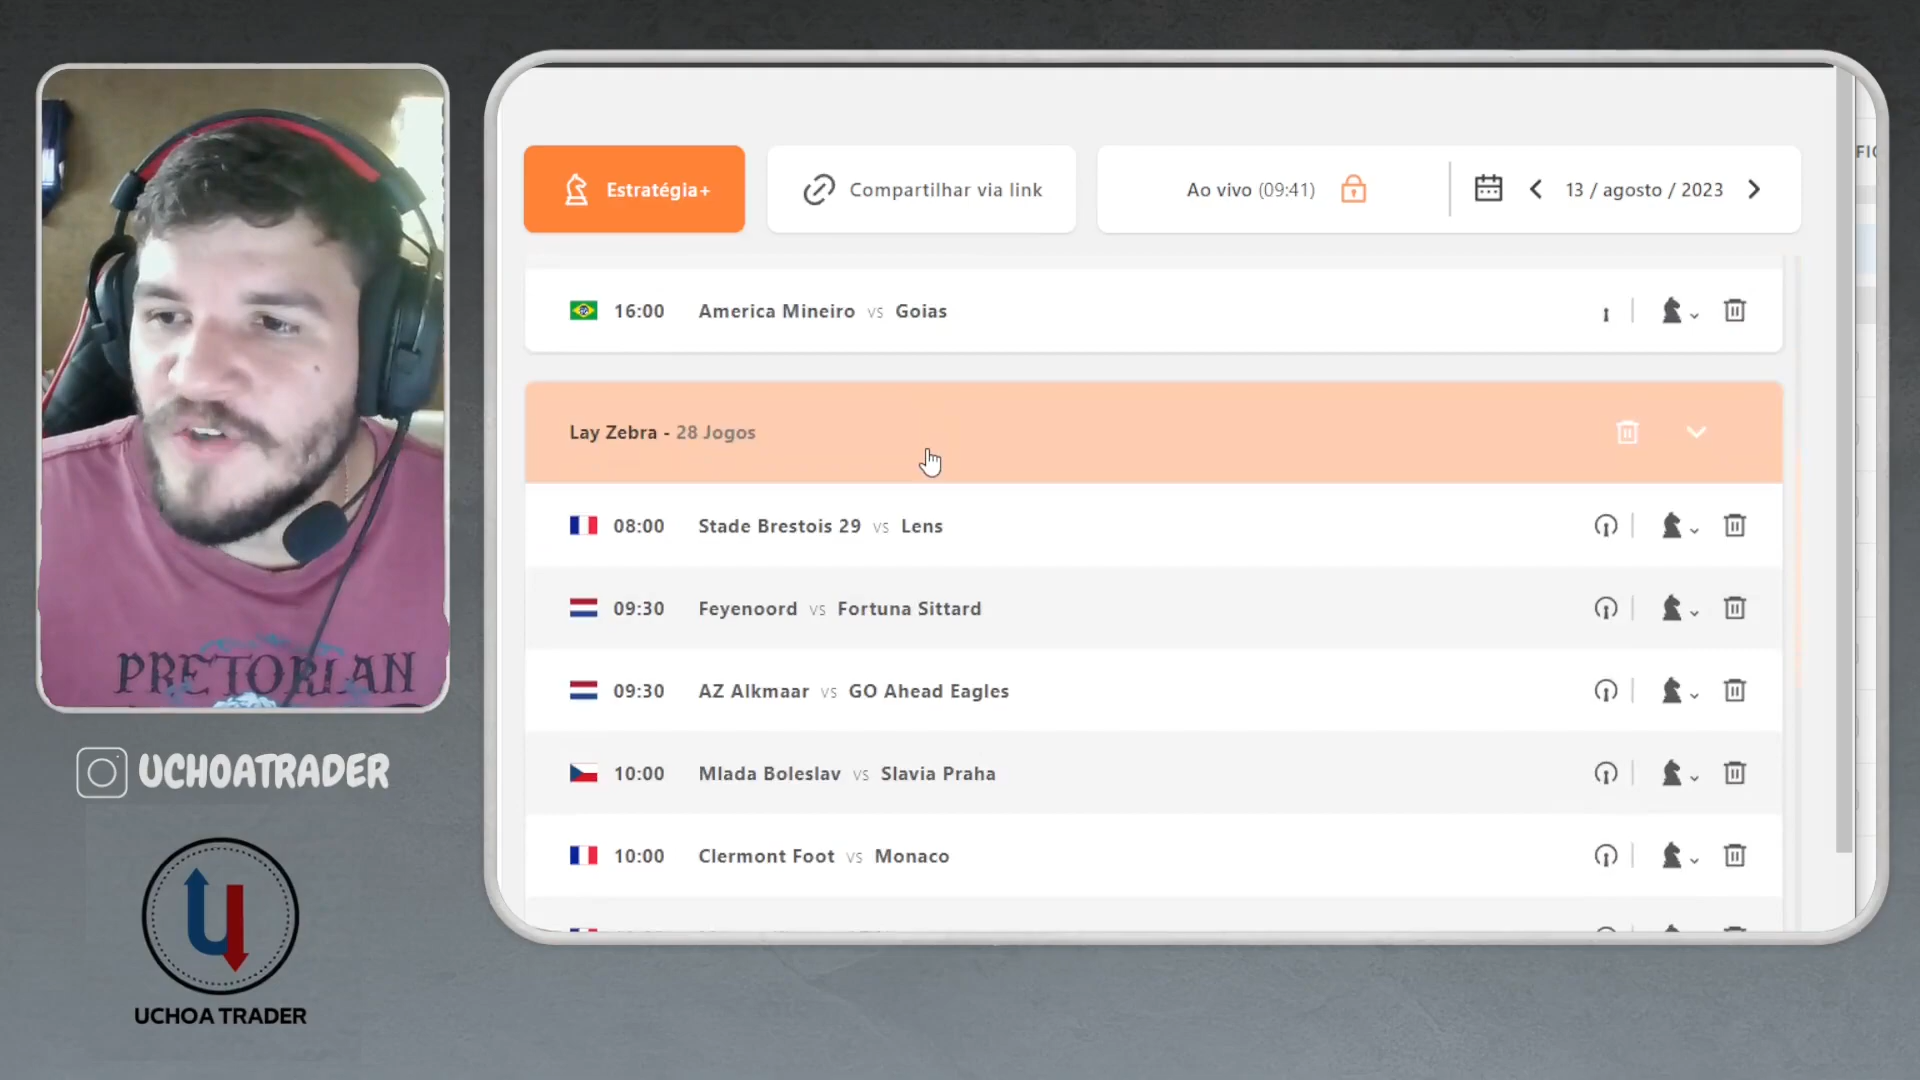 Estratégia+
Compartilhar via link
Ao vivo (09:41)
13 / agosto / 2023
16:00 America Mineiro vs Goias
Lay Zebra - 28 Jogos
08:00 Stade Brestois 29 vs Lens
09:30 Feyenoord vs Fortuna Sittard
09:30 AZ Alkmaar vs GO Ahead Eagles
10:00 Mlada Boleslav vs Slavia Praha
10:00 Clermont Foot vs Monaco
PRETORIAN
UCHOATRADER
U
UCHOA TRADER